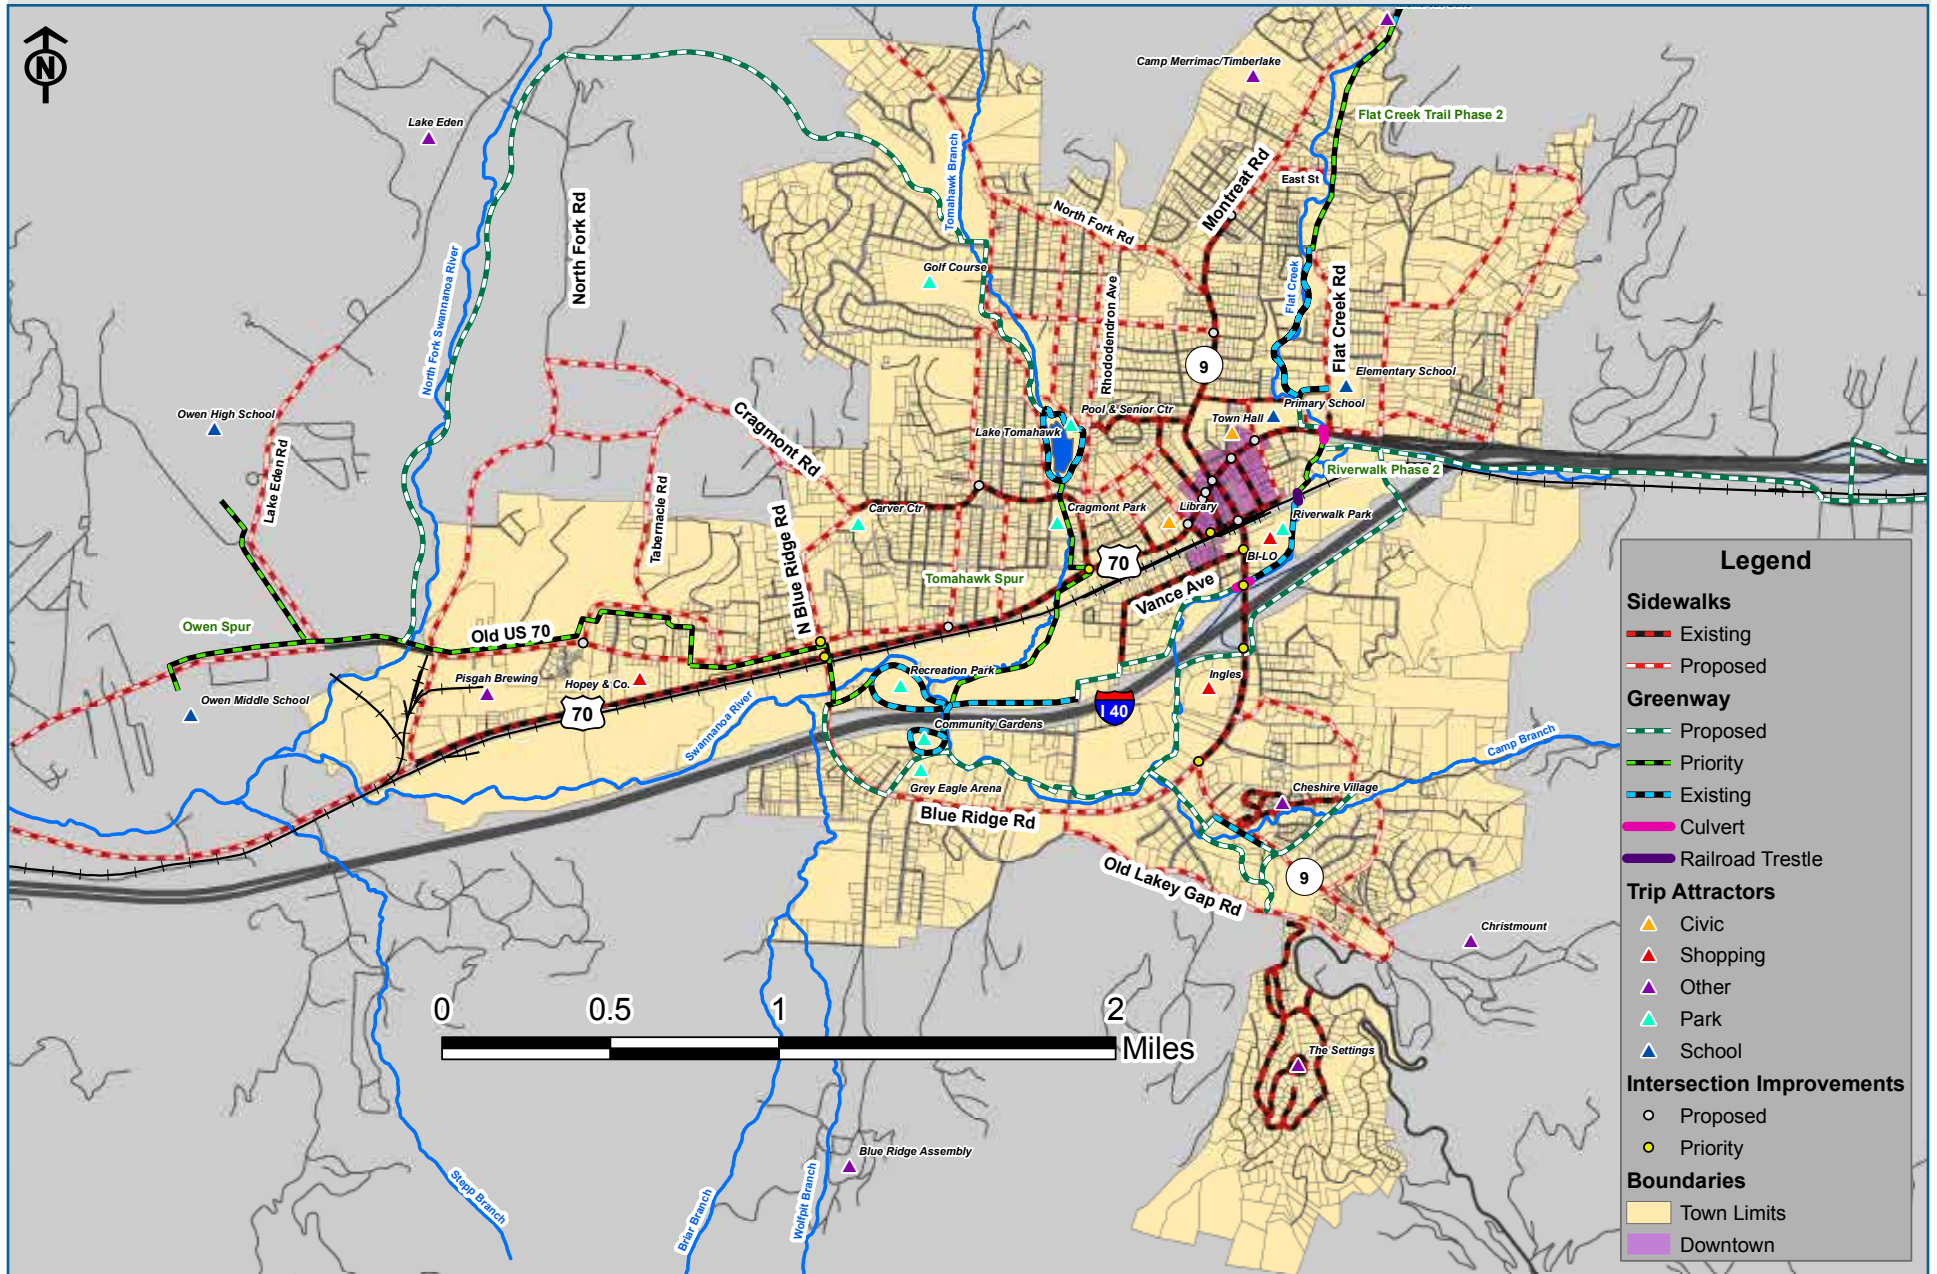 N
Camp Merrimac/Timberlake
Lake Eden
Flat Creek Trail Phase 2
Tomahawk Branch
Montreat Rd
East St
North Fork Rd
North Fork Rd
North Fork Swannanoa River
Golf Course
Flat Creek
Flat Creek Rd
Rhododendron Ave
9
Elementary School
Owen High School
Cragmont Rd
Pool & Senior Ctr
Town Hall
Primary School
Lake Tomahawk
Lake Eden Rd
Tabernacle Rd
Riverwalk Phase 2
Carver Ctr
Cragmont Park
Library
Riverwalk Park
N Blue Ridge Rd
70
BI-LO
Tomahawk Spur
Vance Ave
Owen Spur
Old US 70
Pisgah Brewing
Hopey & Co.
Recreation Park
Ingles
Owen Middle School
70
Swannanoa River
I 40
Community Gardens
Camp Branch
Grey Eagle Arena
Cheshire Village
Blue Ridge Rd
Old Lakey Gap Rd
9
Christmount
0 0.5 1 2
Miles
The Settings
Blue Ridge Assembly
Stepp Branch
Briar Branch
Wolfpit Branch
Legend
Sidewalks
Existing
Proposed
Greenway
Proposed
Priority
Existing
Culvert
Railroad Trestle
Trip Attractors
Civic
Shopping
Other
Park
School
Intersection Improvements
Proposed
Priority
Boundaries
Town Limits
Downtown